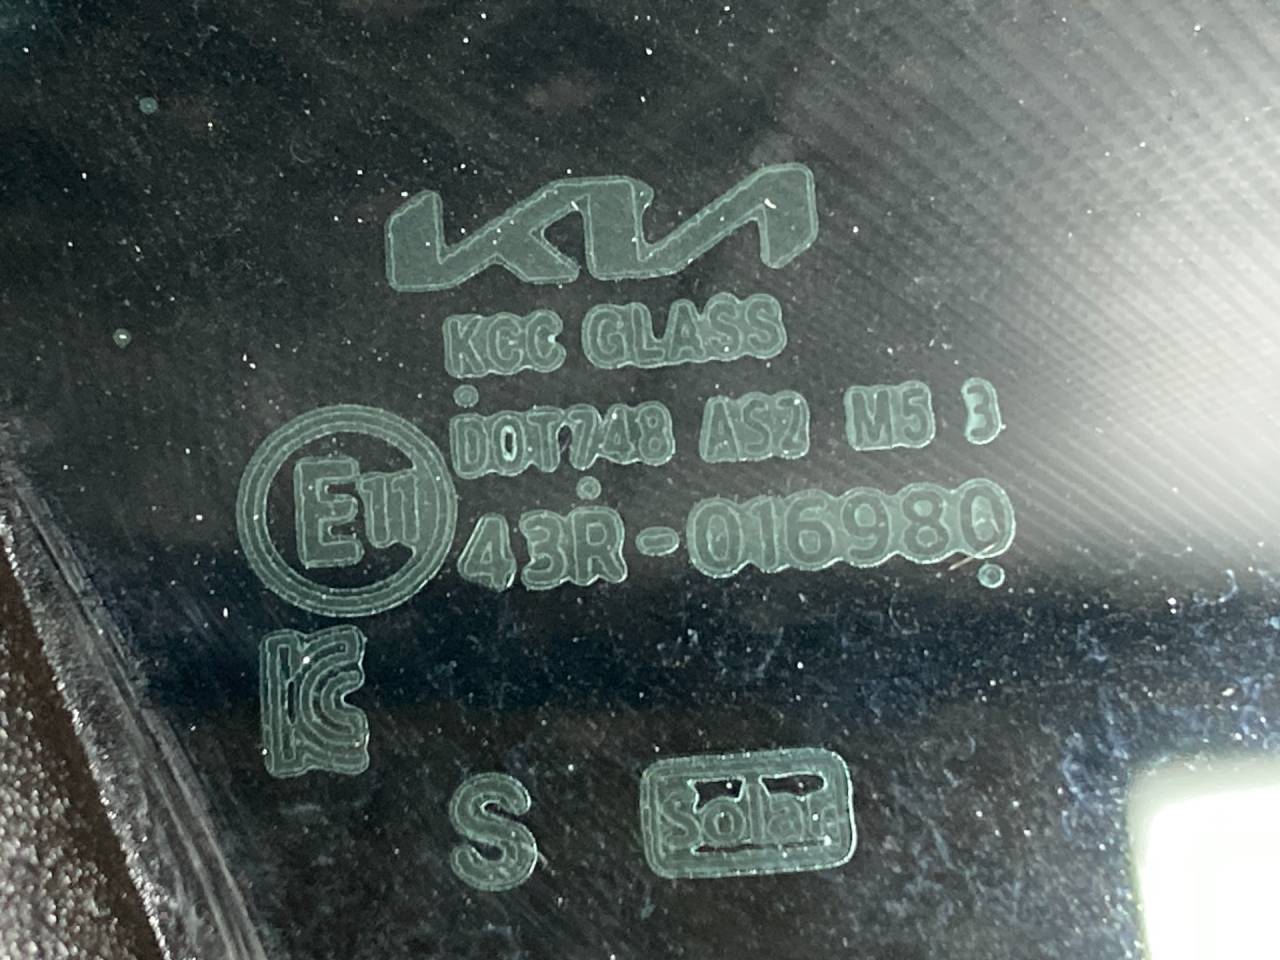 KIA
KCC GLASS
DOT748 AS2 M5 3
E11 43R-016980
KC
S Solar